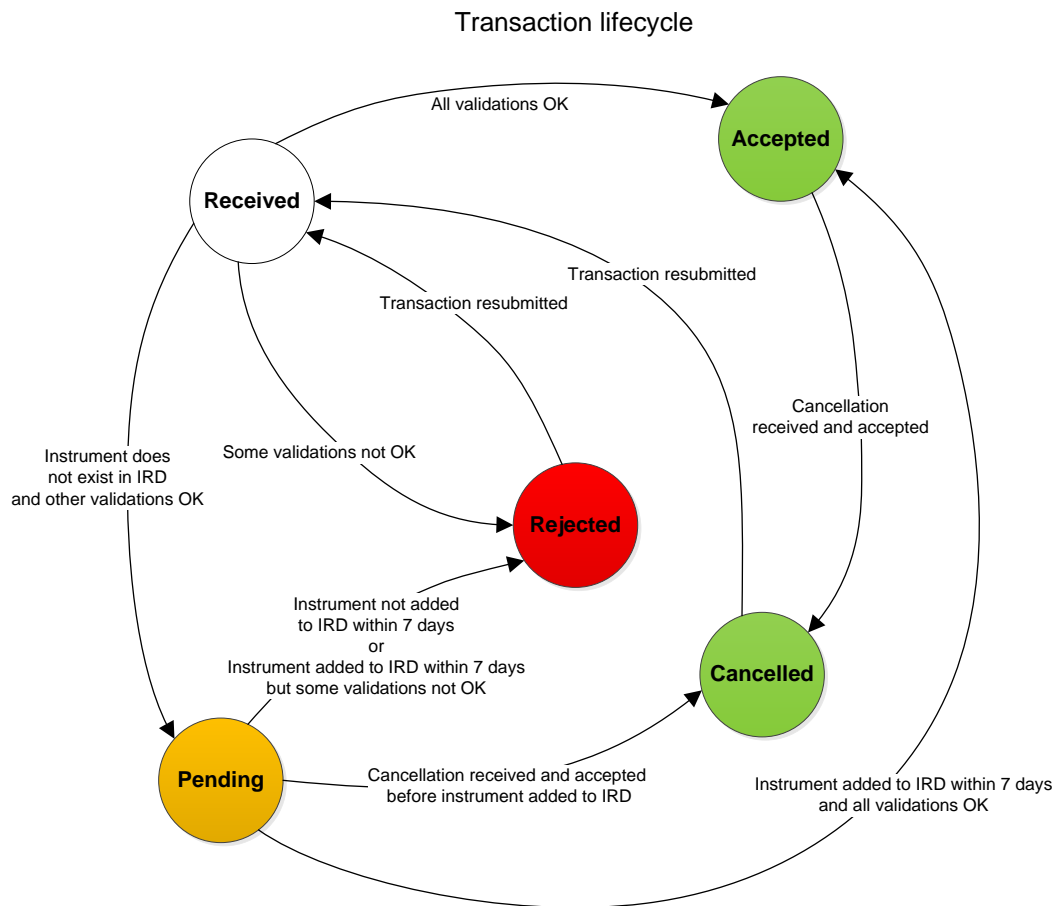 Transaction lifecycle
All validations OK
Accepted
Received
Transaction resubmitted
Transaction resubmitted
Cancellation
received and accepted
Instrument does
not exist in IRD
and other validations OK
Some validations not OK
Rejected
Instrument not added
to IRD within 7 days
or
Instrument added to IRD within 7 days
but some validations not OK
Cancelled
Pending
Cancellation received and accepted
before instrument added to IRD
Instrument added to IRD within 7 days
and all validations OK